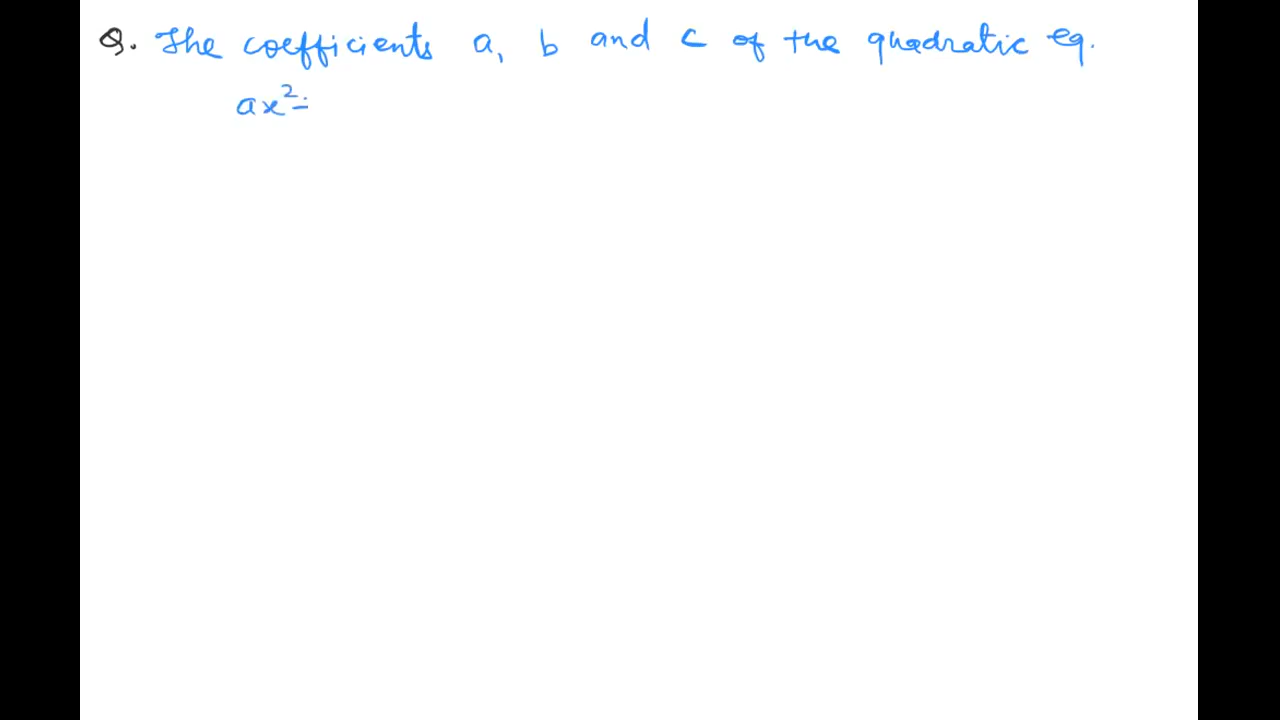 Q. The coefficients a, b and c of the quadratic eq.
ax²